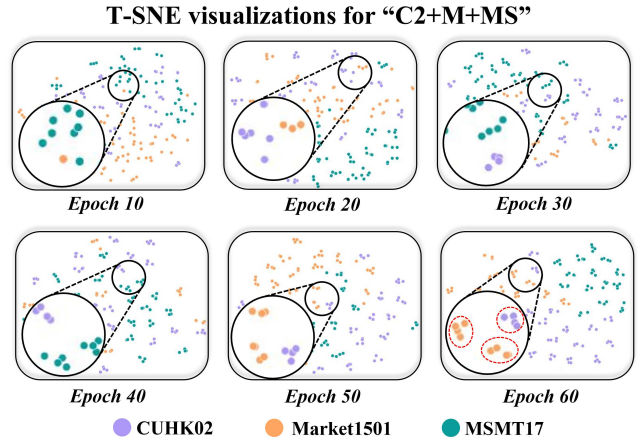 T-SNE visualizations for “C2+M+MS”
Epoch 10
Epoch 20
Epoch 30
Epoch 40
Epoch 50
Epoch 60
CUHK02
Market1501
MSMT17